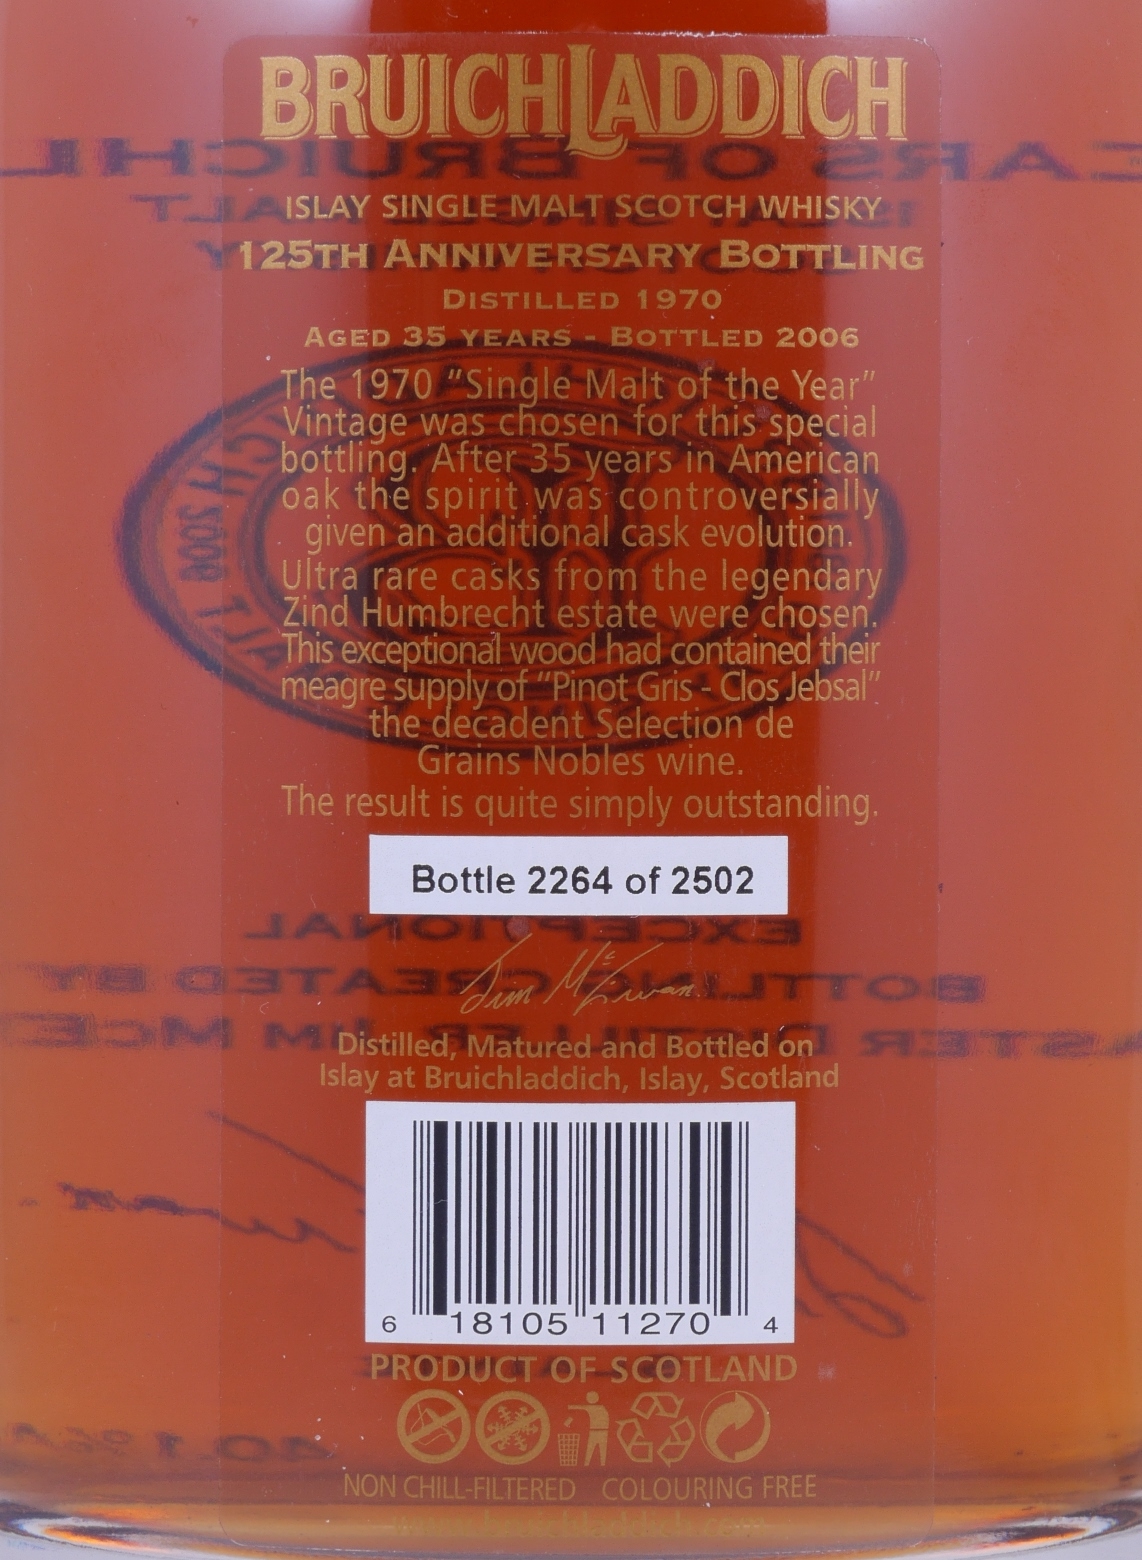 BRUICHLADDICH
ISLAY SINGLE MALT SCOTCH WHISKY
125TH ANNIVERSARY BOTTLING
DISTILLED 1970
AGED 35 YEARS - BOTTLED 2006
The 1970 “Single Malt of the Year”
Vintage was chosen for this special
bottling. After 35 years in American
oak the spirit was controversially
given an additional cask evolution.
Ultra rare casks from the legendary
Zind Humbrecht estate were chosen.
This exceptional wood had contained their
meagre supply of “Pinot Gris - Clos Jebsal”
the decadent Selection de
Grains Nobles wine.
The result is quite simply outstanding.
Bottle 2264 of 2502
Jim McEwan
Distilled, Matured and Bottled on
Islay at Bruichladdich, Islay, Scotland
6 18105 11270 4
PRODUCT OF SCOTLAND
NON CHILL-FILTERED COLOURING FREE